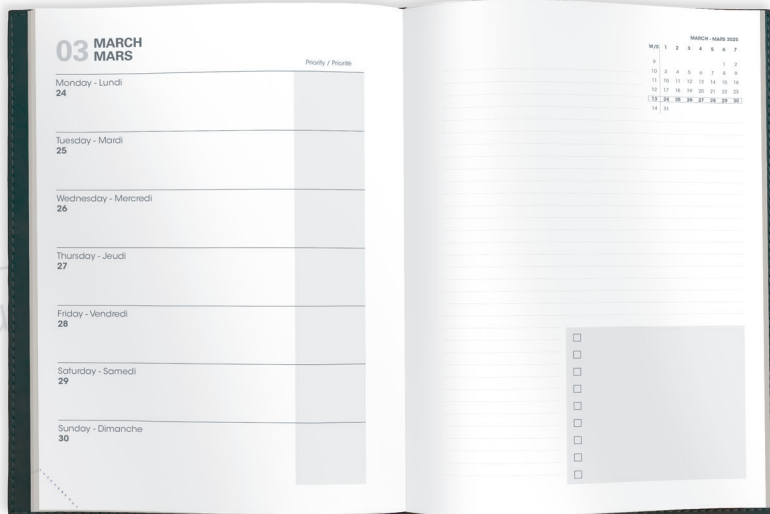 03 MARCH
MARS
Priority / Priorité
Monday - Lundi
24
Tuesday - Mardi
25
Wednesday - Mercredi
26
Thursday - Jeudi
27
Friday - Vendredi
28
Saturday - Samedi
29
Sunday - Dimanche
30
MARCH - MARS 2025
W/S 1 2 3 4 5 6 7
9 1 2
10 3 4 5 6 7 8 9
11 10 11 12 13 14 15 16
12 17 18 19 20 21 22 23
13 24 25 26 27 28 29 30
14 31